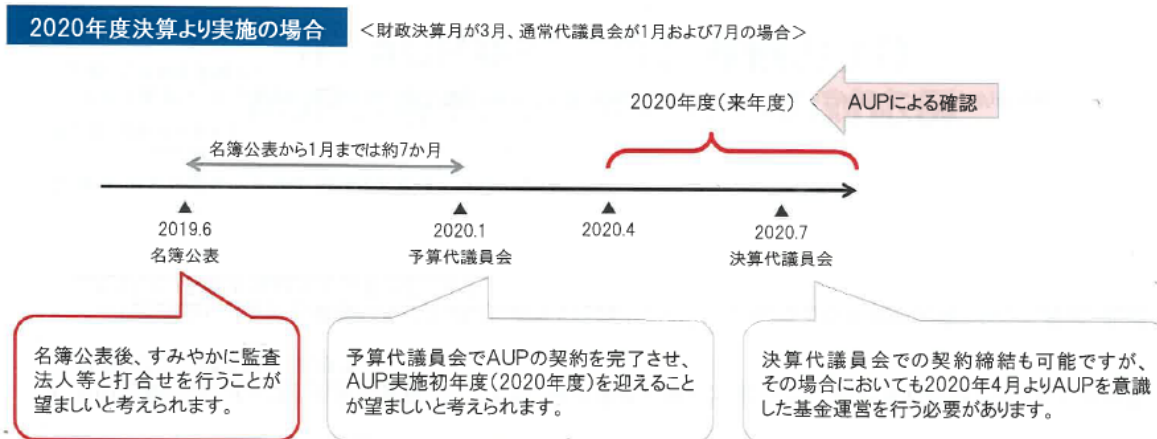 2020年度決算より実施の場合
＜財政決算月が3月、通常代議員会が1月および7月の場合＞
2020年度(来年度)
AUPによる確認
名簿公表から1月までは約7か月
▲ ▲ ▲ ▲
2019.6 2020.1 2020.4 2020.7
名簿公表 予算代議員会 決算代議員会
名簿公表後、すみやかに監査
法人等と打合せを行うことが
望ましいと考えられます。
予算代議員会でAUPの契約を完了させ、
AUP実施初年度(2020年度)を迎えること
が望ましいと考えられます。
決算代議員会での契約締結も可能ですが、
その場合においても2020年4月よりAUPを意識
した基金運営を行う必要があります。